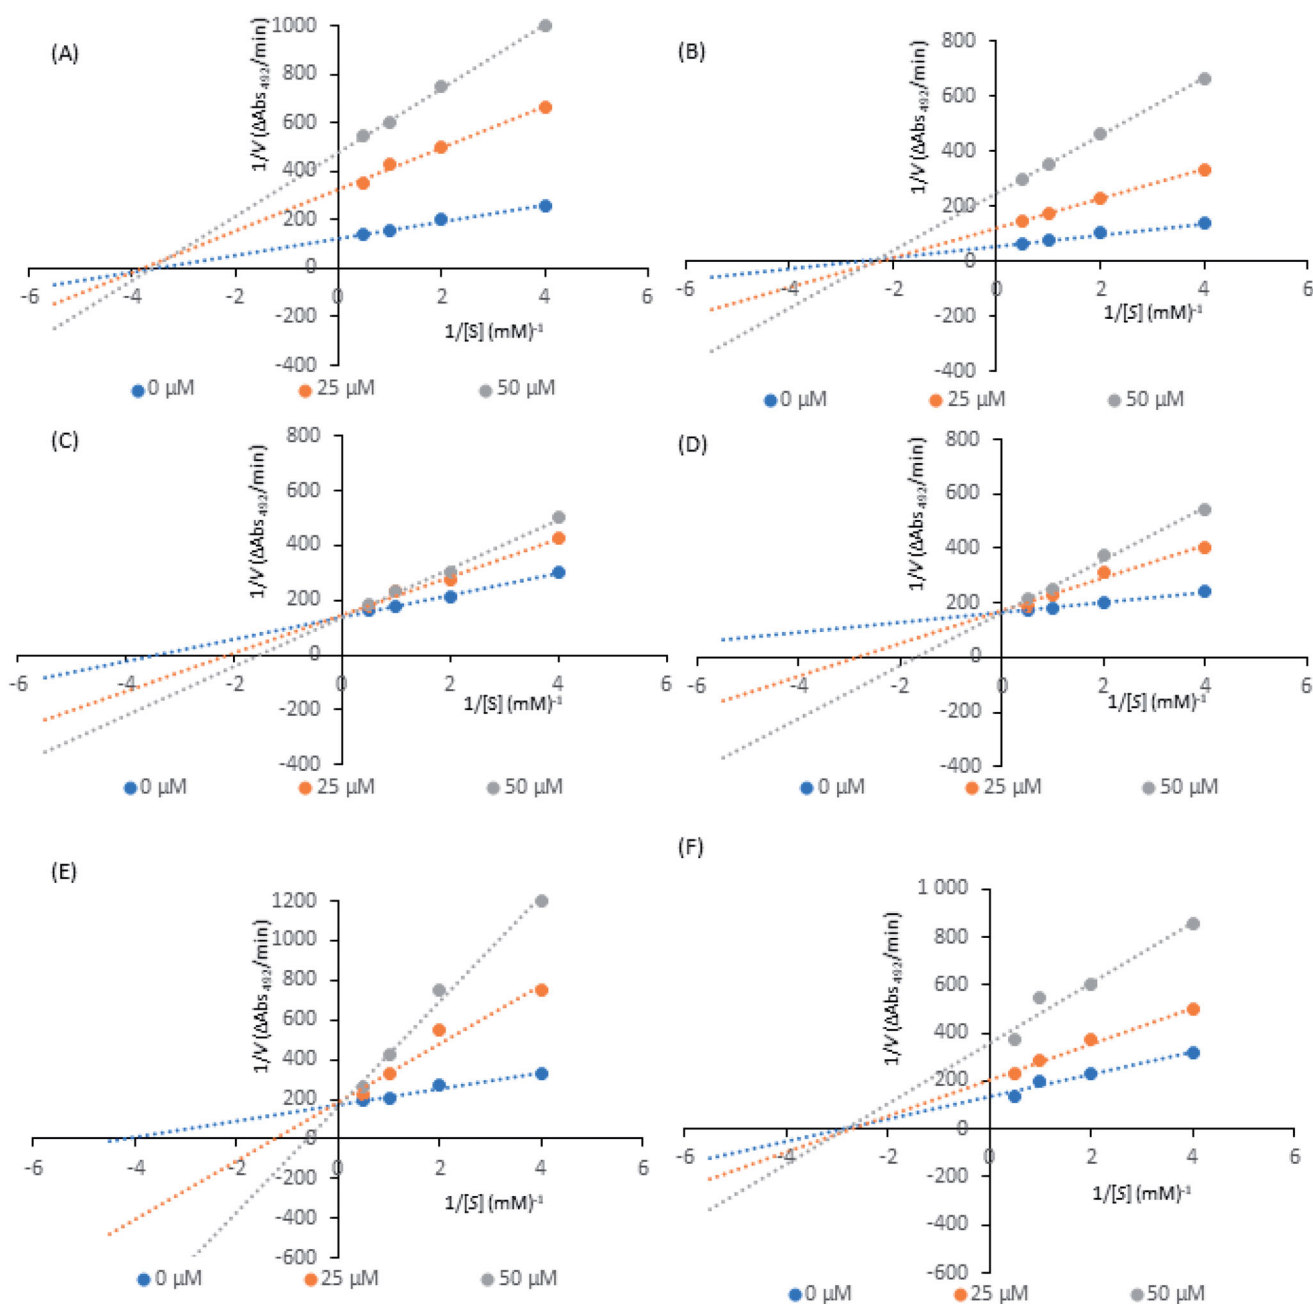 (A)
1/V (ΔAbs492/min)
1000
800
600
400
200
0
-200
-400
-6
-4
-2
0
2
4
6
1/[S] (mM)-1
0 µM
25 µM
50 µM
(B)
1/V (ΔAbs492/min)
800
600
400
200
0
-200
-400
-6
-4
-2
0
2
4
6
1/[S] (mM)-1
0 µM
25 µM
50 µM
(C)
1/V (ΔAbs492/min)
800
600
400
200
0
-200
-400
-6
-4
-2
0
2
4
6
1/[S] (mM)-1
0 µM
25 µM
50 µM
(D)
1/V (ΔAbs492/min)
800
600
400
200
0
-200
-400
-6
-4
-2
0
2
4
6
1/[S] (mM)-1
0 µM
25 µM
50 µM
(E)
1/V (ΔAbs492/min)
1200
1000
800
600
400
200
0
-200
-400
-600
-6
-4
-2
0
2
4
6
1/[S] (mM)-1
0 µM
25 µM
50 µM
(F)
1/V (ΔAbs492/min)
1 000
800
600
400
200
0
-200
-400
-600
-6
-4
-2
0
2
4
6
1/[S] (mM)-1
0 µM
25 µM
50 µM